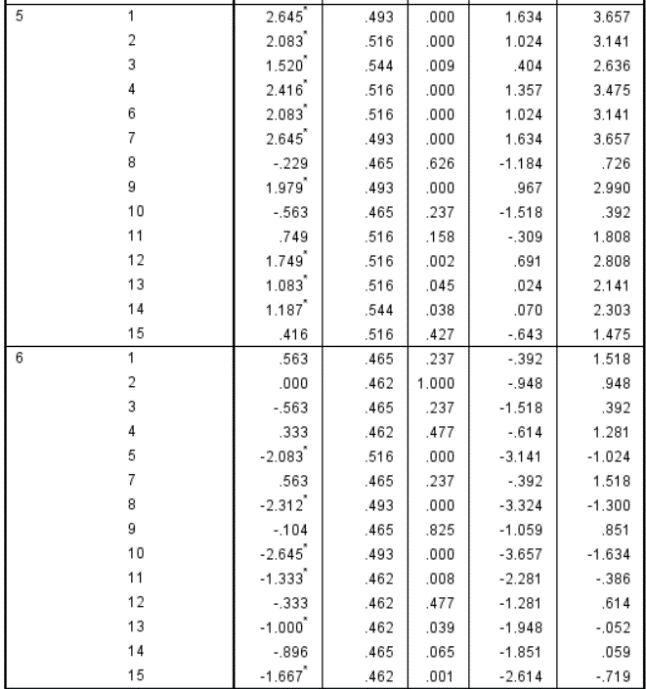 5 1 2.645* .493 .000 1.634 3.657
2 2.083* .516 .000 1.024 3.141
3 1.520* .544 .009 .404 2.636
4 2.416* .516 .000 1.357 3.475
6 2.083* .516 .000 1.024 3.141
7 2.645* .493 .000 1.634 3.657
8 -.229 .465 .626 -1.184 .726
9 1.979* .493 .000 .967 2.990
10 -.563 .465 .237 -1.518 .392
11 .749 .516 .158 -.309 1.808
12 1.749* .516 .002 .691 2.808
13 1.083* .516 .045 .024 2.141
14 1.187* .544 .038 .070 2.303
15 .416 .516 .427 -.643 1.475
6 1 .563 .465 .237 -.392 1.518
2 .000 .462 1.000 -.948 .948
3 -.563 .465 .237 -1.518 .392
4 .333 .462 .477 -.614 1.281
5 -2.083* .516 .000 -3.141 -1.024
7 .563 .465 .237 -.392 1.518
8 -2.312* .493 .000 -3.324 -1.300
9 -.104 .465 .825 -1.059 .851
10 -2.645* .493 .000 -3.657 -1.634
11 -1.333* .462 .008 -2.281 -.386
12 -.333 .462 .477 -1.281 .614
13 -1.000* .462 .039 -1.948 -.052
14 -.896 .465 .065 -1.851 .059
15 -1.667* .462 .001 -2.614 -.719